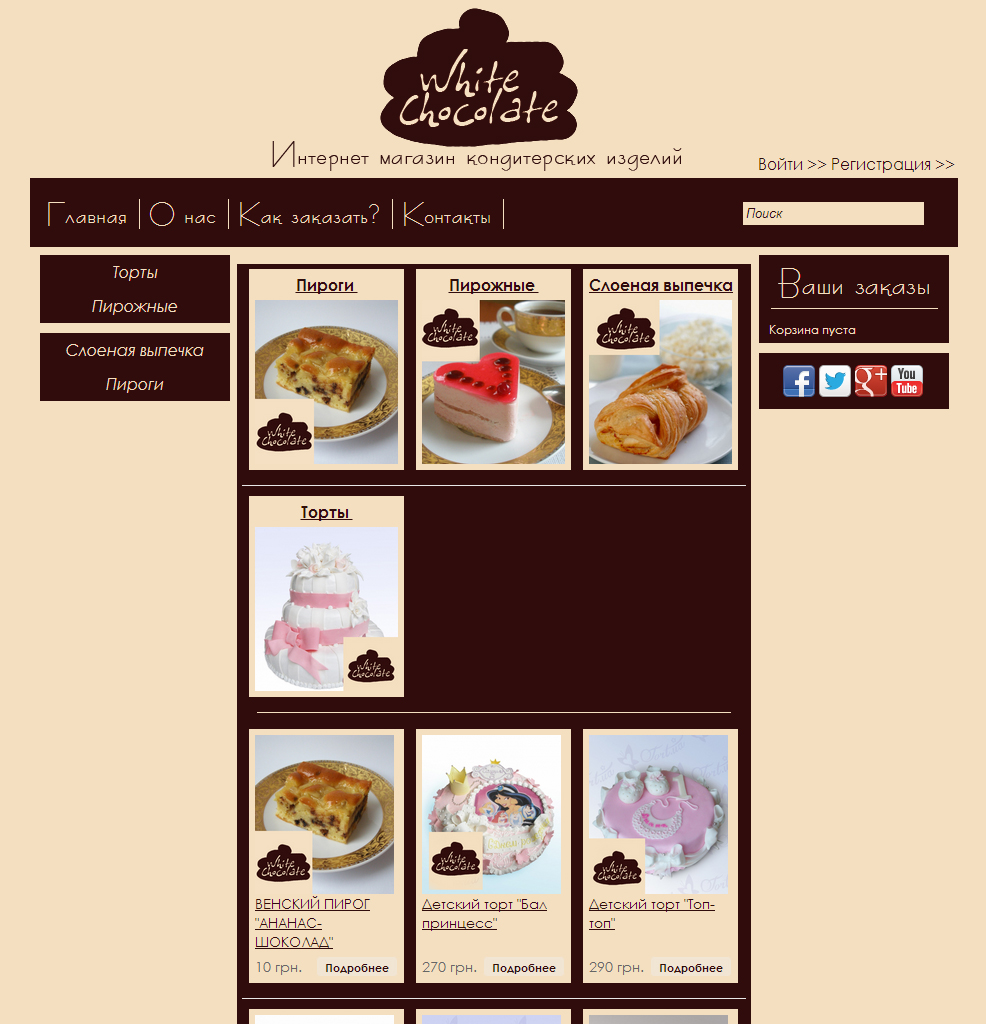 White
Chocolate
Интернет магазин кондитерских изделий
Войти >> Регистрация >>
Главная
О нас
Как заказать?
Контакты
Поиск
Торты
Пирожные
Слоеная выпечка
Пироги
Пироги
White
Chocolate
Пирожные
White
Chocolate
Слоеная выпечка
White
Chocolate
Торты
White
Chocolate
Ваши заказы
Корзина пуста
You
Tube
White
Chocolate
ВЕНСКИЙ ПИРОГ
"АНАНАС-
ШОКОЛАД"
10 грн.
Подробнее
White
Chocolate
Детский торт "Бал
принцесс"
270 грн.
Подробнее
White
Chocolate
Детский торт "Топ-
топ"
290 грн.
Подробнее